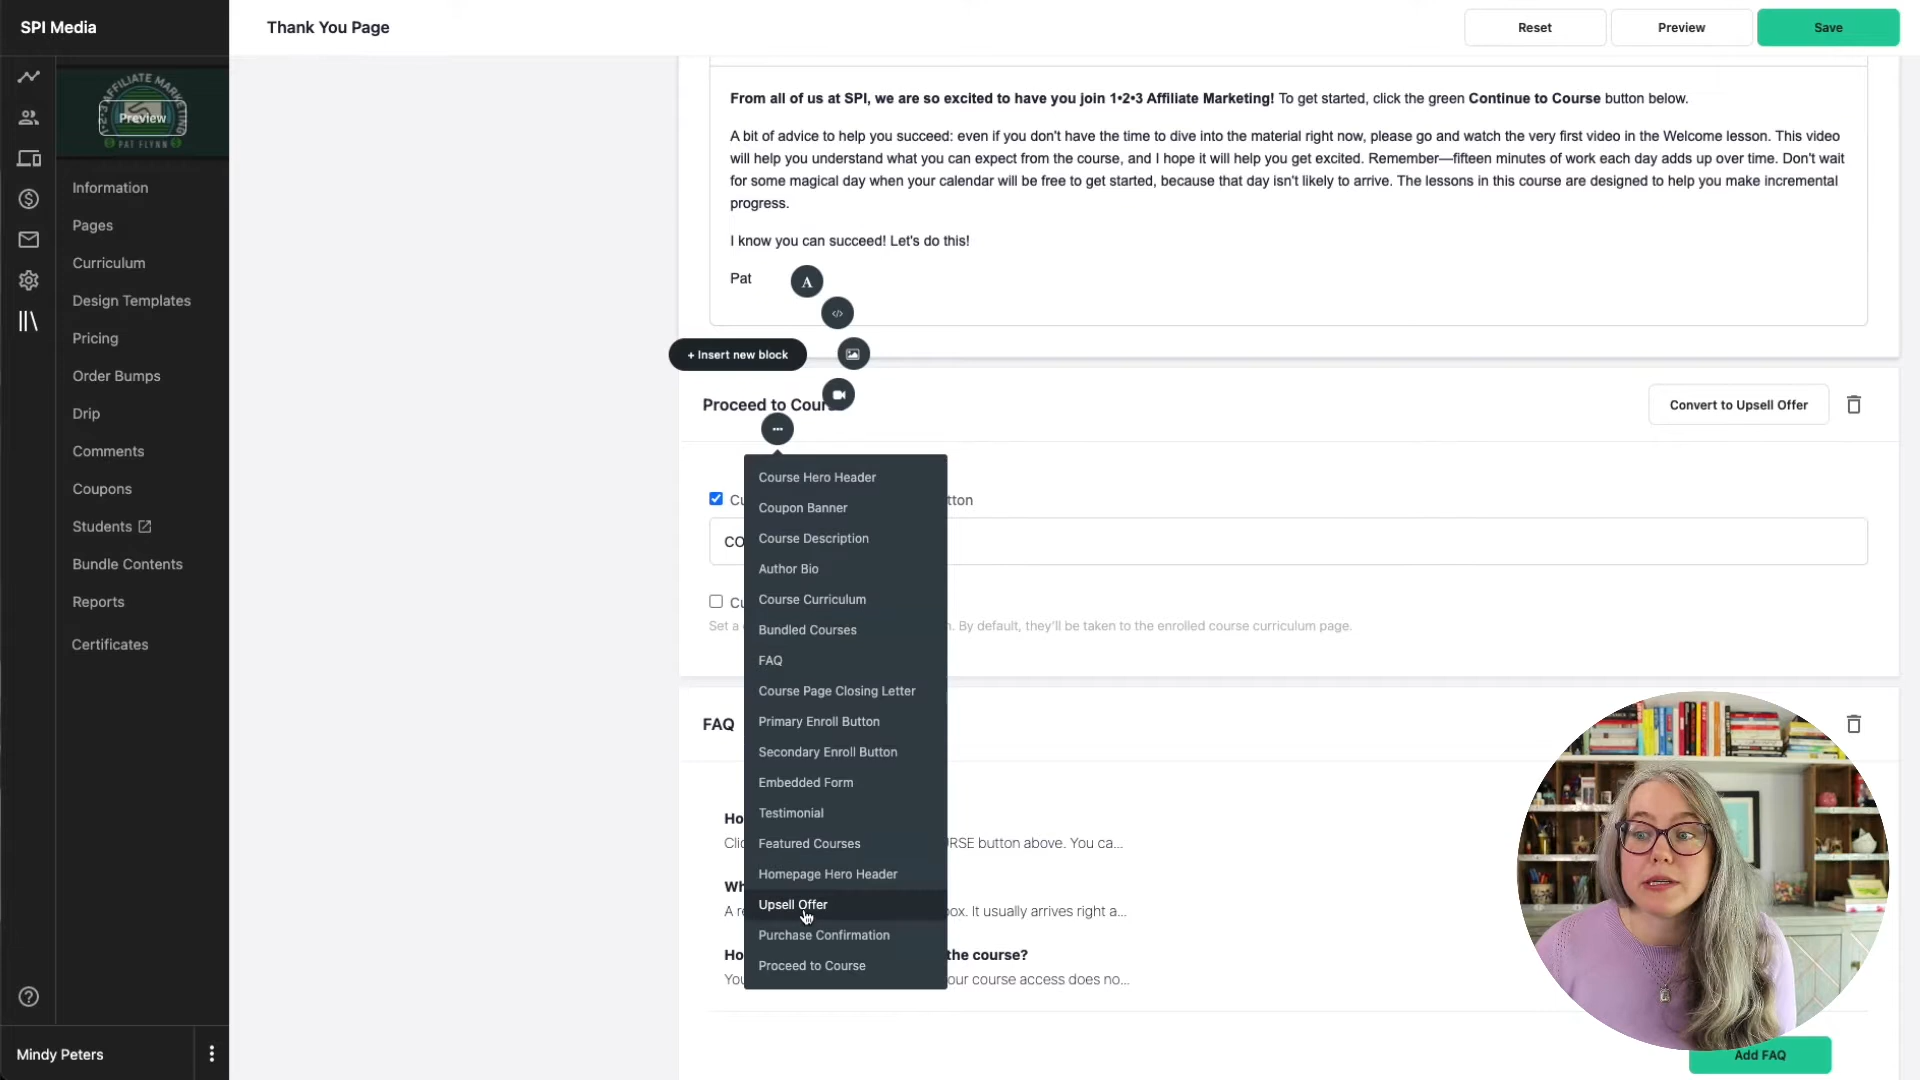 SPI Media
Thank You Page
Reset
Preview
Save
AFFILIATE MARKETING
Preview
PAT FLYNN
Information
Pages
Curriculum
Design Templates
Pricing
Order Bumps
Drip
Comments
Coupons
Students
Bundle Contents
Reports
Certificates
Mindy Peters
From all of us at SPI, we are so excited to have you join 1•2•3 Affiliate Marketing! To get started, click the green Continue to Course button below.
A bit of advice to help you succeed: even if you don't have the time to dive into the material right now, please go and watch the very first video in the Welcome lesson. This video
will help you understand what you can expect from the course, and I hope it will help you get excited. Remember—fifteen minutes of work each day adds up over time. Don't wait
for some magical day when your calendar will be free to get started, because that day isn't likely to arrive. The lessons in this course are designed to help you make incremental
progress.
I know you can succeed! Let's do this!
Pat
A
</>
+ Insert new block
Proceed to Cour
Convert to Upsell Offer
Course Hero Header
Coupon Banner
Course Description
Author Bio
Course Curriculum
Bundled Courses
FAQ
Course Page Closing Letter
Primary Enroll Button
Secondary Enroll Button
Embedded Form
Testimonial
Featured Courses
Homepage Hero Header
Upsell Offer
Purchase Confirmation
Proceed to Course
Cu tton
CO
Cu
Set a . By default, they'll be taken to the enrolled course curriculum page.
FAQ
Ho
Clic RSE button above. You ca...
Wh
A re ox. It usually arrives right a...
Ho the course?
You our course access does no...
Add FAQ